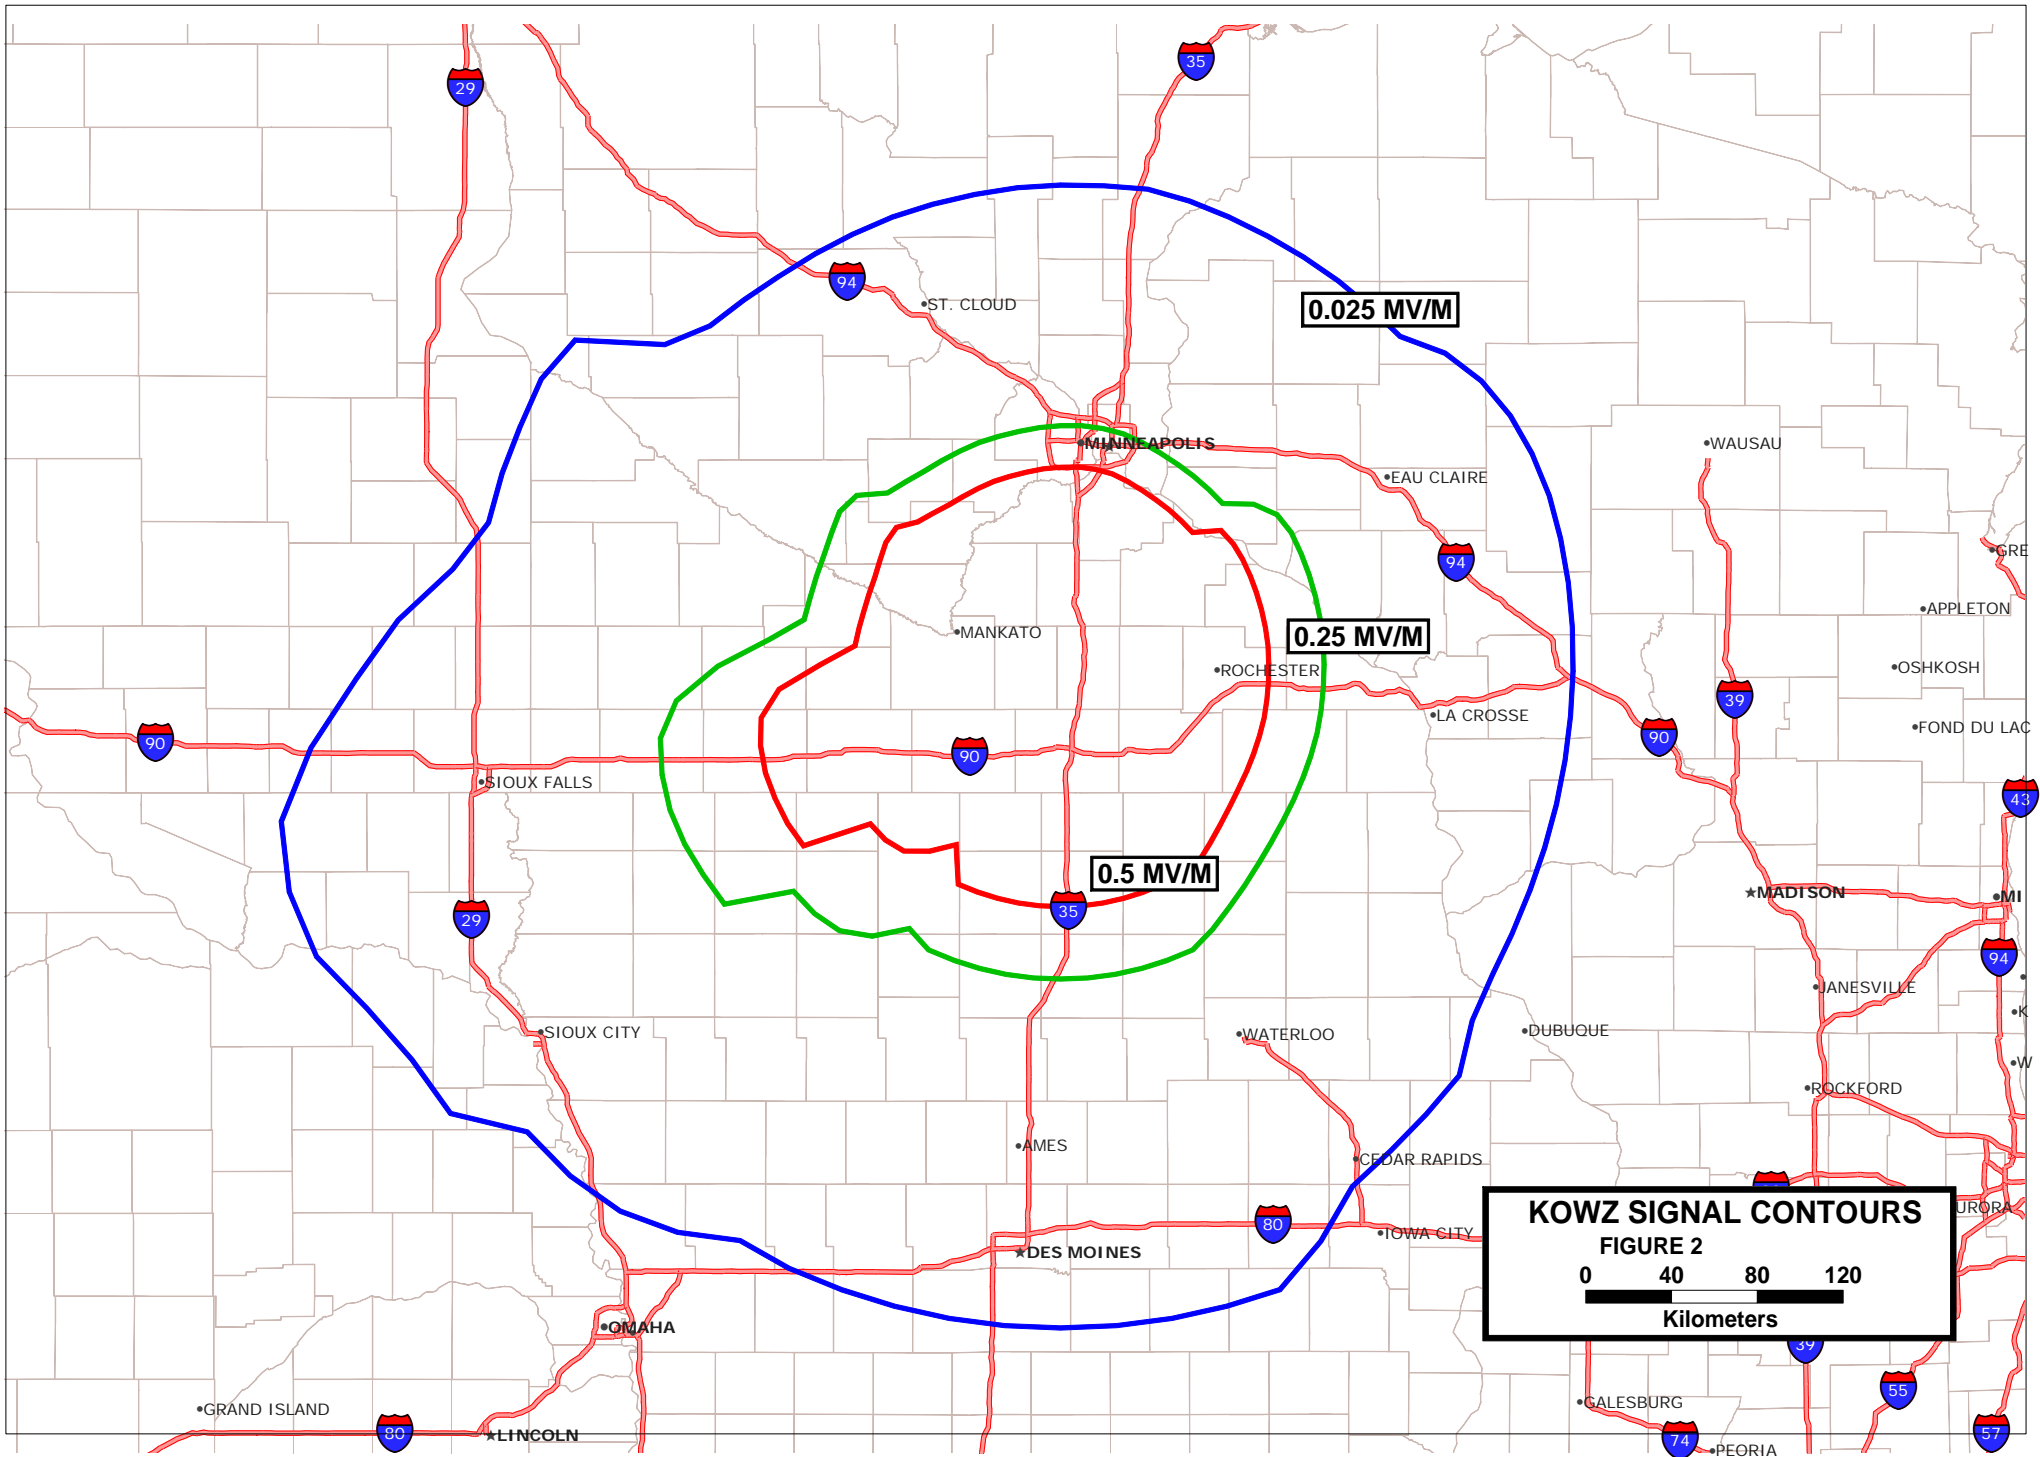 35
29
94
ST. CLOUD
0.025 MV/M
MINNEAPOLIS
WAUSAU
EAU CLAIRE
GRE
94
APPLETON
MANKATO
0.25 MV/M
OSHKOSH
ROCHESTER
39
LA CROSSE
FOND DU LAC
90
90
90
SIOUX FALLS
43
0.5 MV/M
MADISON
MI
35
29
94
JANESVILLE
K
SIOUX CITY
WATERLOO
DUBUQUE
W
ROCKFORD
AMES
CEDAR RAPIDS
URORA
80
IOWA CITY
DES MOINES
KOWZ SIGNAL CONTOURS
FIGURE 2
0 40 80 120
Kilometers
OMAHA
39
55
GRAND ISLAND
GALESBURG
80
LINCOLN
74
57
PEORIA